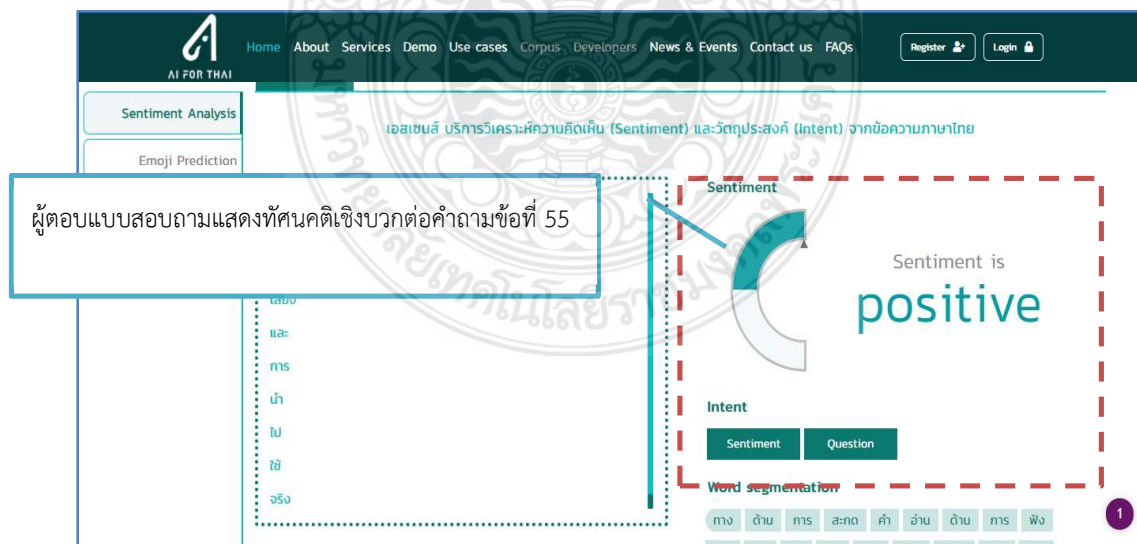 Home About Services Demo Use cases Corpus Developers News & Events Contact us FAQs Register Login
AI FOR THAI
Sentiment Analysis
Emoji Prediction
เอสเซนส์ บริการวิเคราะห์ความคิดเห็น (Sentiment) และวัตถุประสงค์ (Intent) จากข้อความภาษาไทย
ผู้ตอบแบบสอบถามแสดงทัศนคติเชิงบวกต่อคำถามข้อที่ 55
และ
การ
นำ
ไป
ใช้
จริง
Sentiment
Sentiment is
positive
Intent
Sentiment Question
Word segmentation
ทาง ด้าน การ สะกด คำ อ่าน ด้าน การ ฟัง
1